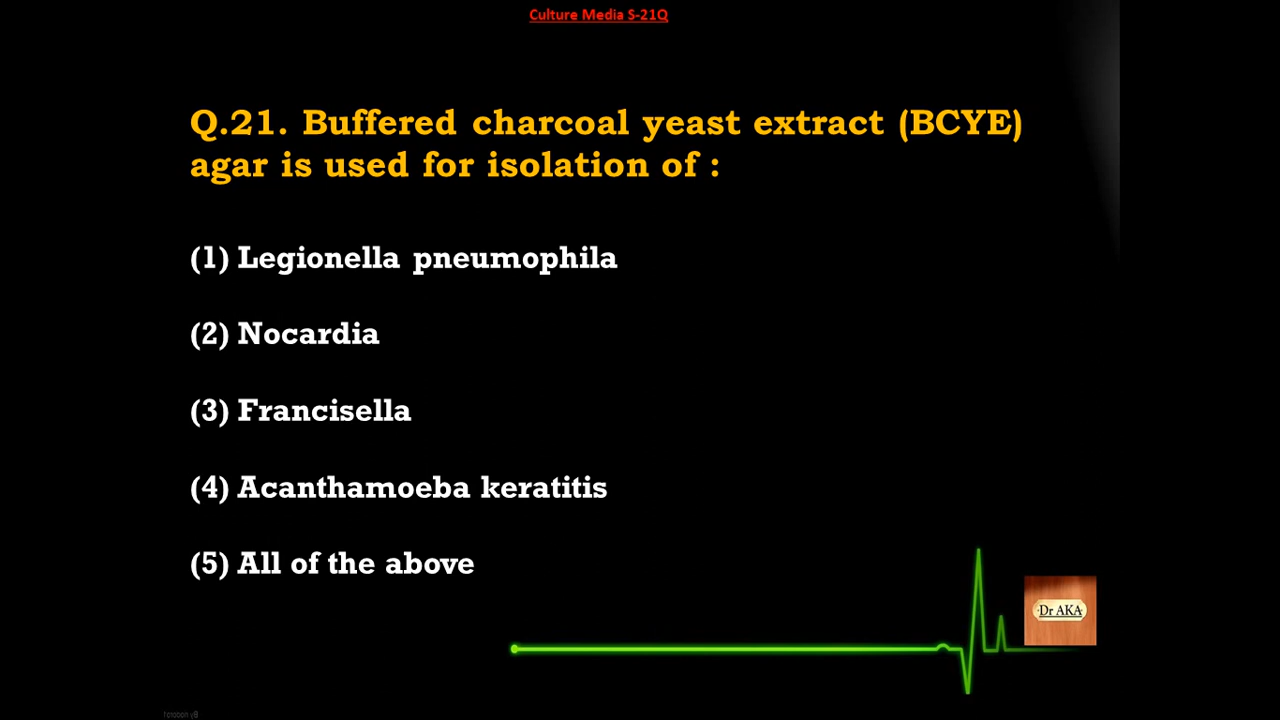 Culture Media S-21Q
Q.21. Buffered charcoal yeast extract (BCYE)
agar is used for isolation of :
(1) Legionella pneumophila
(2) Nocardia
(3) Francisella
(4) Acanthamoeba keratitis
(5) All of the above
Dr AKA